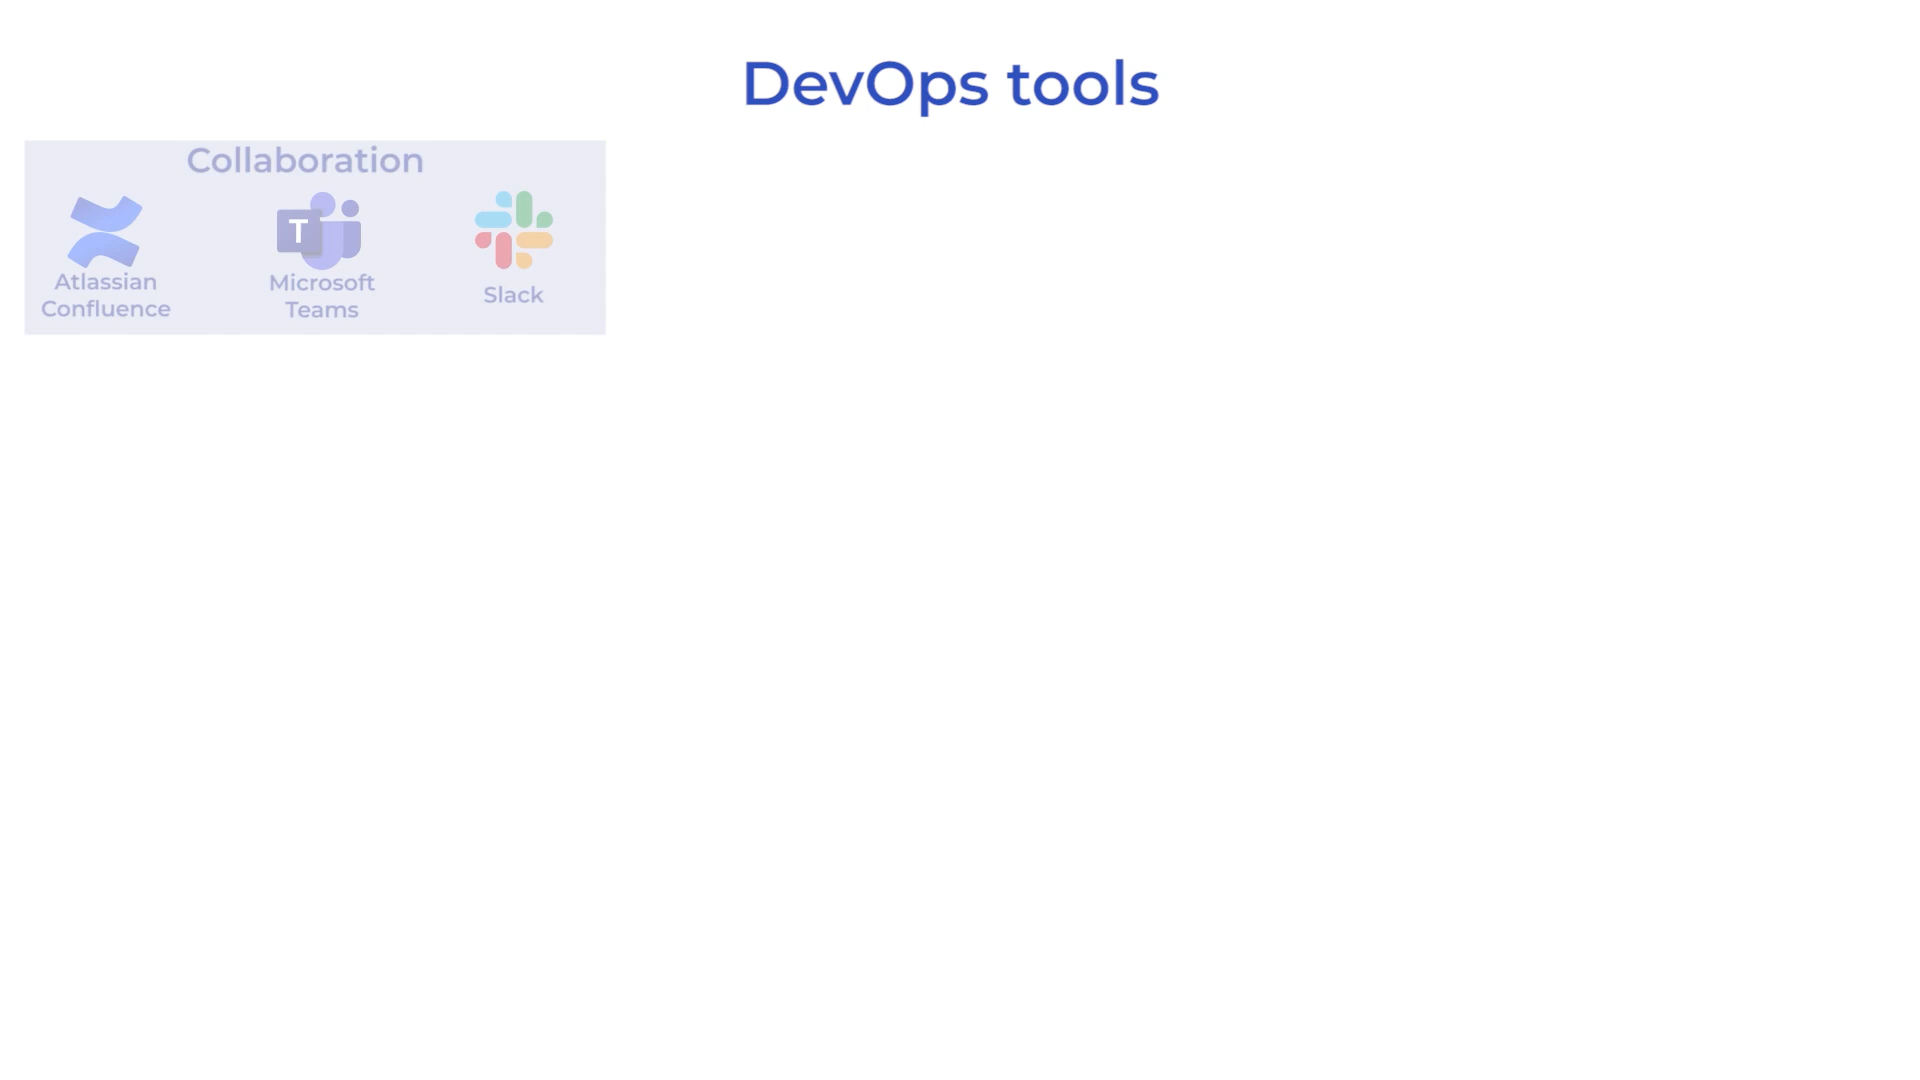 DevOps tools
Collaboration
T
Atlassian
Confluence
Microsoft
Teams
Slack